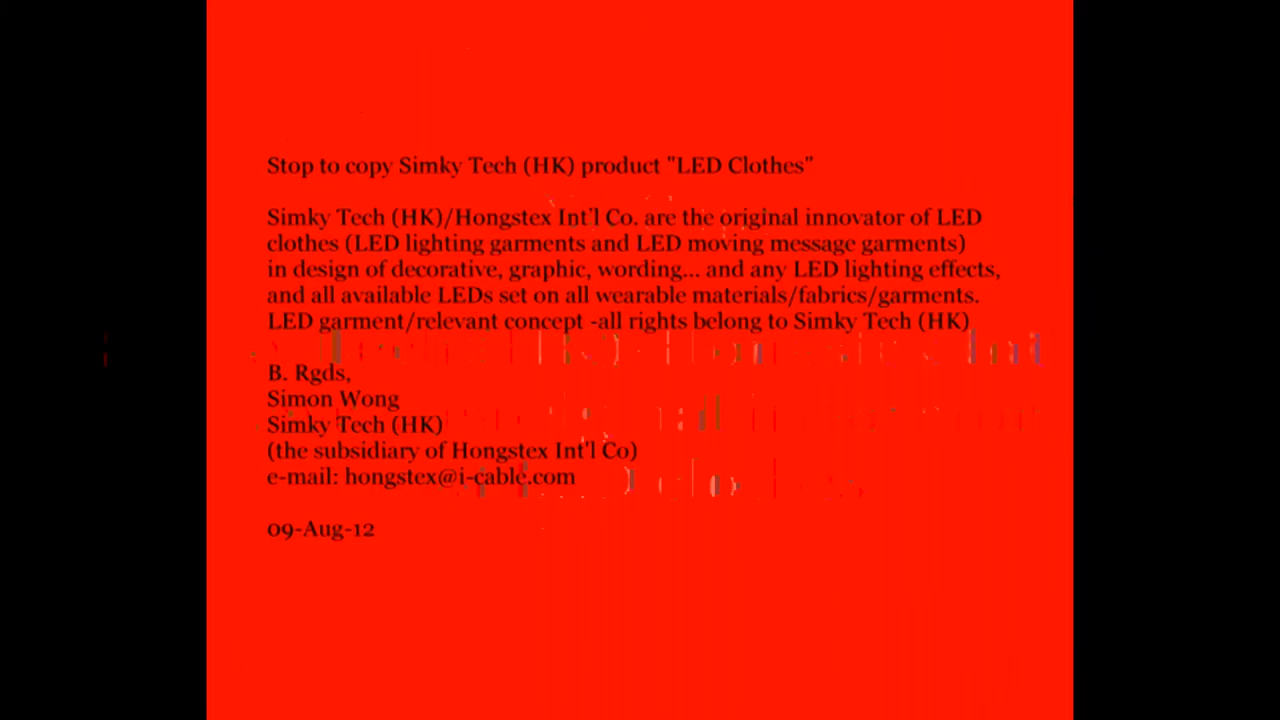 Stop to copy Simky Tech (HK) product "LED Clothes"
Simky Tech (HK)/Hongstex Int'l Co. are the original innovator of LED
clothes (LED lighting garments and LED moving message garments)
in design of decorative, graphic, wording... and any LED lighting effects,
and all available LEDs set on all wearable materials/fabrics/garments.
LED garment/relevant concept -all rights belong to Simky Tech (HK)
B. Rgds,
Simon Wong
Simky Tech (HK)
(the subsidiary of Hongstex Int'l Co)
e-mail: hongstex@i-cable.com
09-Aug-12